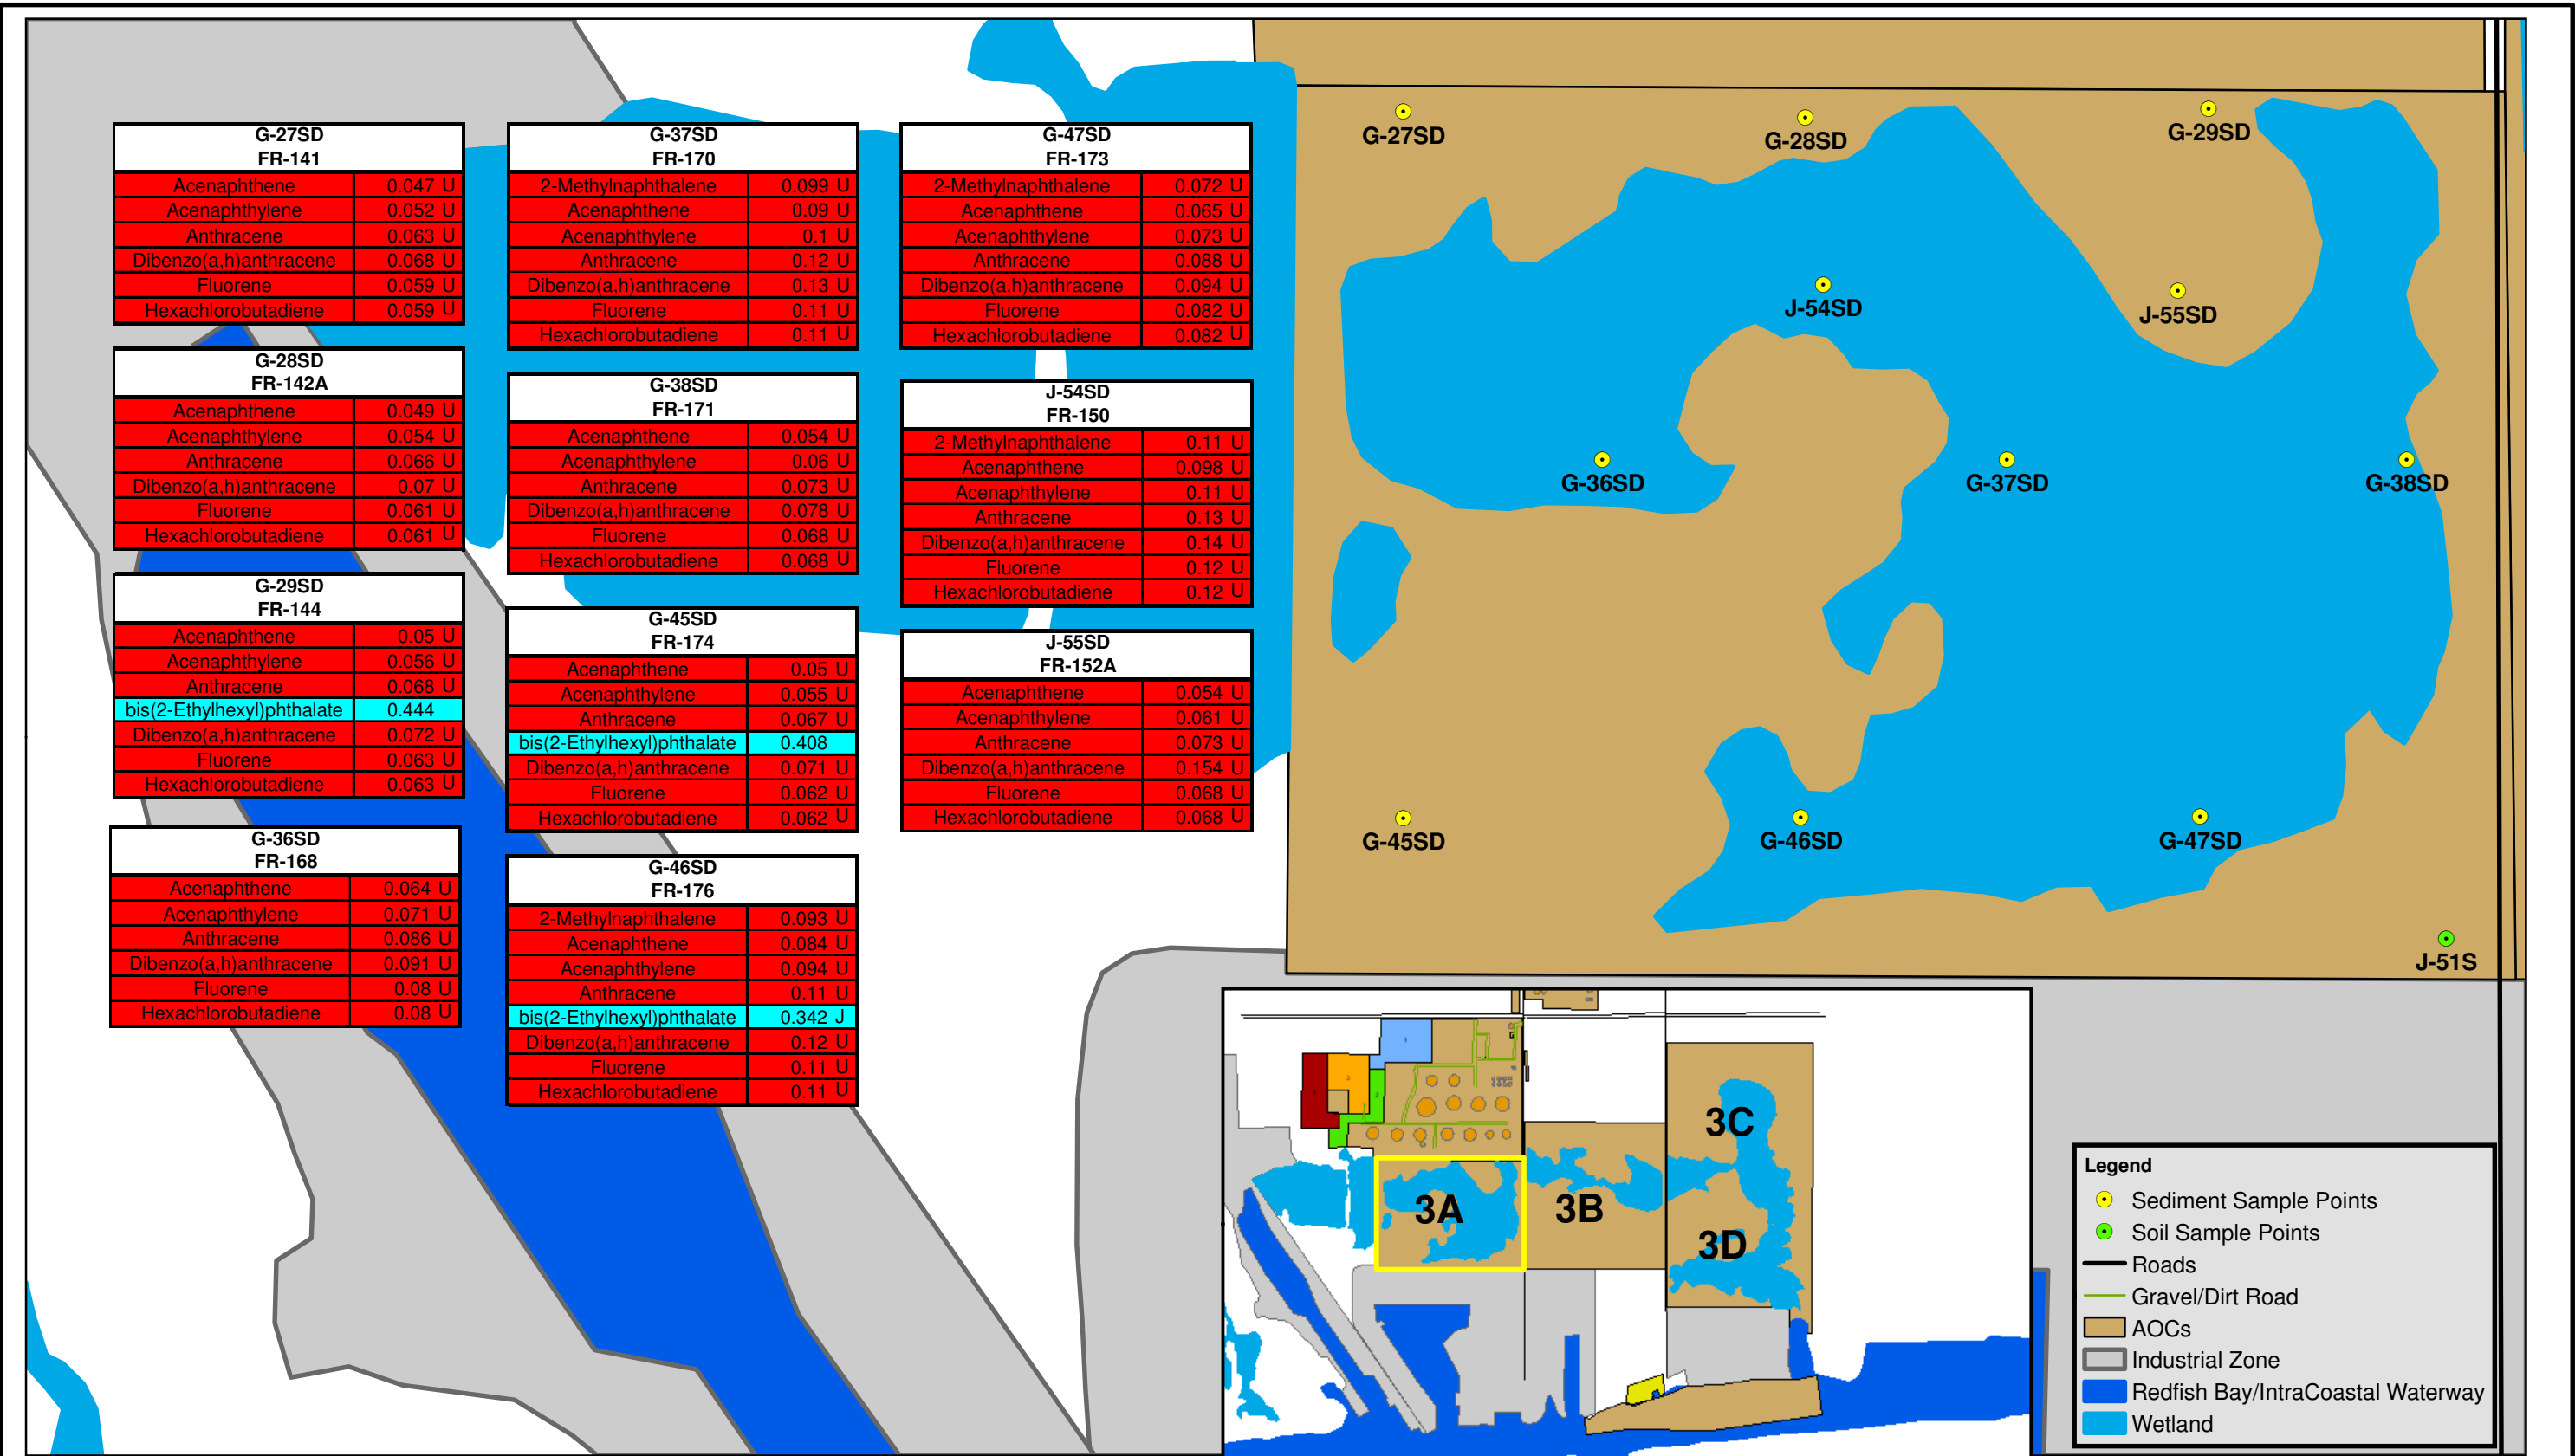 G-27SD
FR-141
Acenaphthene 0.047 U
Acenaphthylene 0.052 U
Anthracene 0.063 U
Dibenzo(a,h)anthracene 0.068 U
Fluorene 0.059 U
Hexachlorobutadiene 0.059 U
G-28SD
FR-142A
Acenaphthene 0.049 U
Acenaphthylene 0.054 U
Anthracene 0.066 U
Dibenzo(a,h)anthracene 0.07 U
Fluorene 0.061 U
Hexachlorobutadiene 0.061 U
G-29SD
FR-144
Acenaphthene 0.05 U
Acenaphthylene 0.056 U
Anthracene 0.068 U
bis(2-Ethylhexyl)phthalate 0.444
Dibenzo(a,h)anthracene 0.072 U
Fluorene 0.063 U
Hexachlorobutadiene 0.063 U
G-36SD
FR-168
Acenaphthene 0.064 U
Acenaphthylene 0.071 U
Anthracene 0.086 U
Dibenzo(a,h)anthracene 0.091 U
Fluorene 0.08 U
Hexachlorobutadiene 0.08 U
G-37SD
FR-170
2-Methylnaphthalene 0.099 U
Acenaphthene 0.09 U
Acenaphthylene 0.1 U
Anthracene 0.12 U
Dibenzo(a,h)anthracene 0.13 U
Fluorene 0.11 U
Hexachlorobutadiene 0.11 U
G-38SD
FR-171
Acenaphthene 0.054 U
Acenaphthylene 0.06 U
Anthracene 0.073 U
Dibenzo(a,h)anthracene 0.078 U
Fluorene 0.068 U
Hexachlorobutadiene 0.068 U
G-45SD
FR-174
Acenaphthene 0.05 U
Acenaphthylene 0.055 U
Anthracene 0.067 U
bis(2-Ethylhexyl)phthalate 0.408
Dibenzo(a,h)anthracene 0.071 U
Fluorene 0.062 U
Hexachlorobutadiene 0.062 U
G-46SD
FR-176
2-Methylnaphthalene 0.093 U
Acenaphthene 0.084 U
Acenaphthylene 0.094 U
Anthracene 0.11 U
bis(2-Ethylhexyl)phthalate 0.342 J
Dibenzo(a,h)anthracene 0.12 U
Fluorene 0.11 U
Hexachlorobutadiene 0.11 U
G-47SD
FR-173
2-Methylnaphthalene 0.072 U
Acenaphthene 0.065 U
Acenaphthylene 0.073 U
Anthracene 0.088 U
Dibenzo(a,h)anthracene 0.094 U
Fluorene 0.082 U
Hexachlorobutadiene 0.082 U
J-54SD
FR-150
2-Methylnaphthalene 0.11 U
Acenaphthene 0.098 U
Acenaphthylene 0.11 U
Anthracene 0.13 U
Dibenzo(a,h)anthracene 0.14 U
Fluorene 0.12 U
Hexachlorobutadiene 0.12 U
J-55SD
FR-152A
Acenaphthene 0.054 U
Acenaphthylene 0.061 U
Anthracene 0.073 U
Dibenzo(a,h)anthracene 0.154 U
Fluorene 0.068 U
Hexachlorobutadiene 0.068 U
G-27SD
G-28SD
G-29SD
J-54SD
J-55SD
G-36SD
G-37SD
G-38SD
G-45SD
G-46SD
G-47SD
J-51S
3A
3B
3C
3D
Legend
Sediment Sample Points
Soil Sample Points
Roads
Gravel/Dirt Road
AOCs
Industrial Zone
Redfish Bay/IntraCoastal Waterway
Wetland